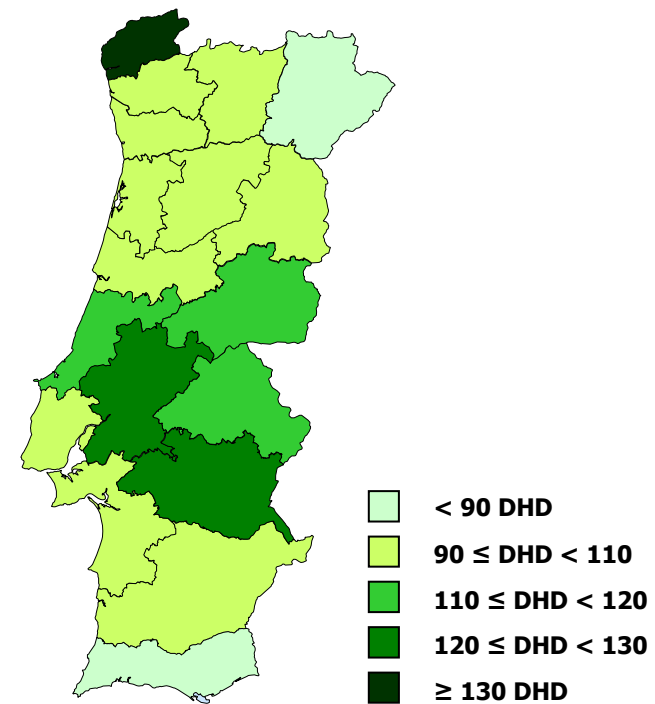 < 90 DHD
90 ≤ DHD < 110
110 ≤ DHD < 120
120 ≤ DHD < 130
≥ 130 DHD